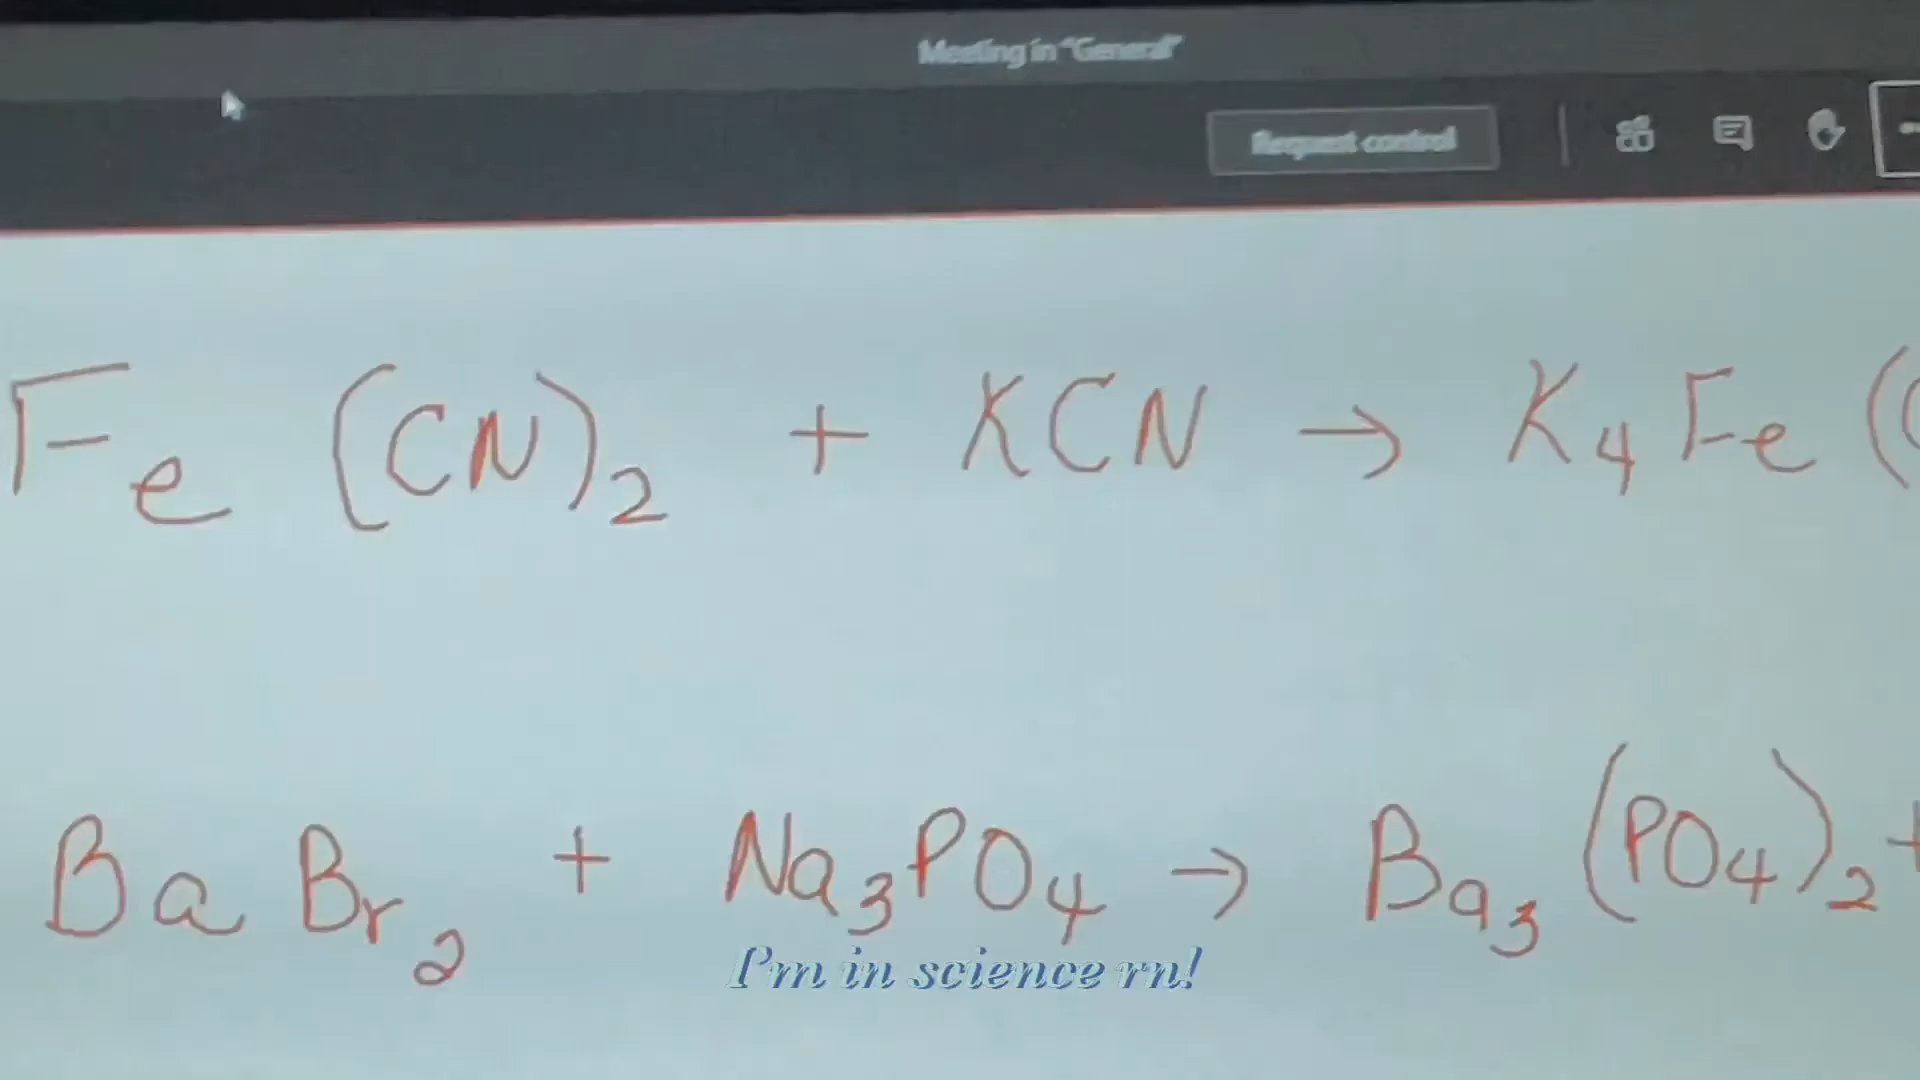 Meeting in "General"
Request control
Fe (CN)2 + KCN → K4Fe (
BaBr2 + Na3PO4 → Ba3(PO4)2 +
I'm in science rn!